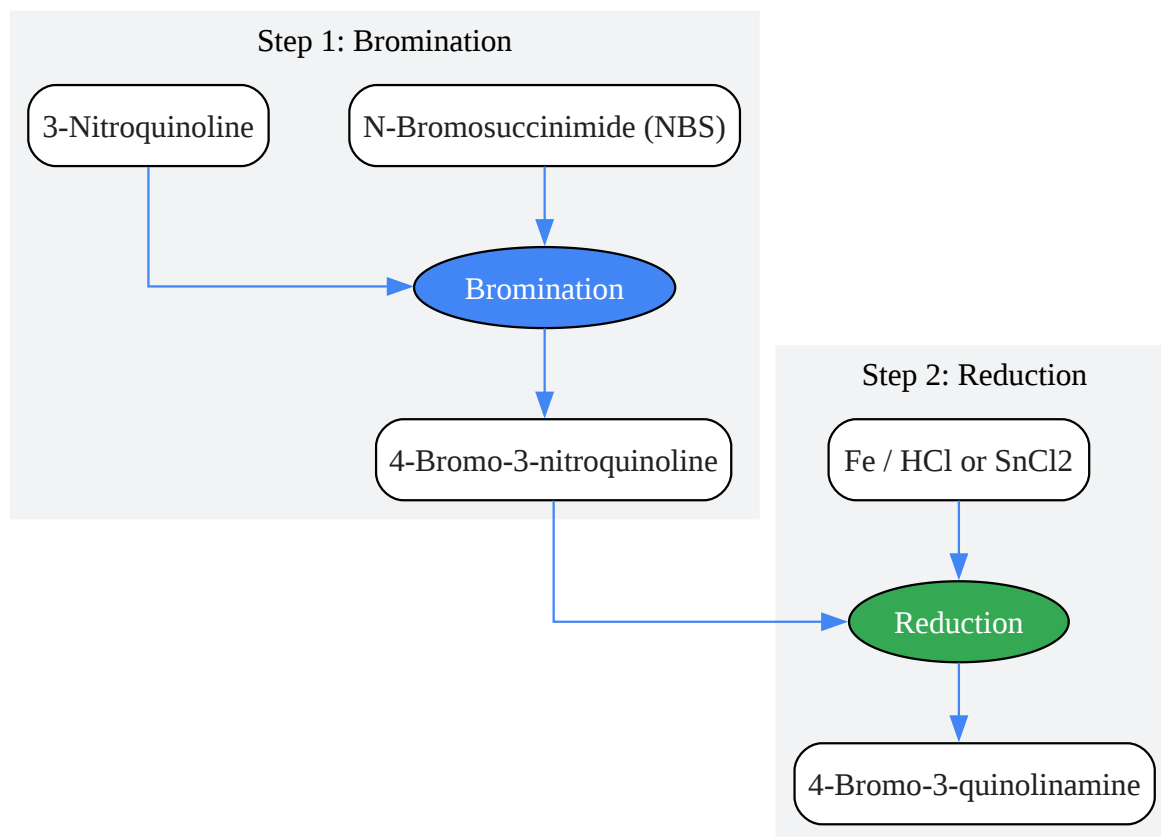 Step 1: Bromination
3-Nitroquinoline
N-Bromosuccinimide (NBS)
Bromination
4-Bromo-3-nitroquinoline
Step 2: Reduction
Fe / HCl or SnCl2
Reduction
4-Bromo-3-quinolinamine